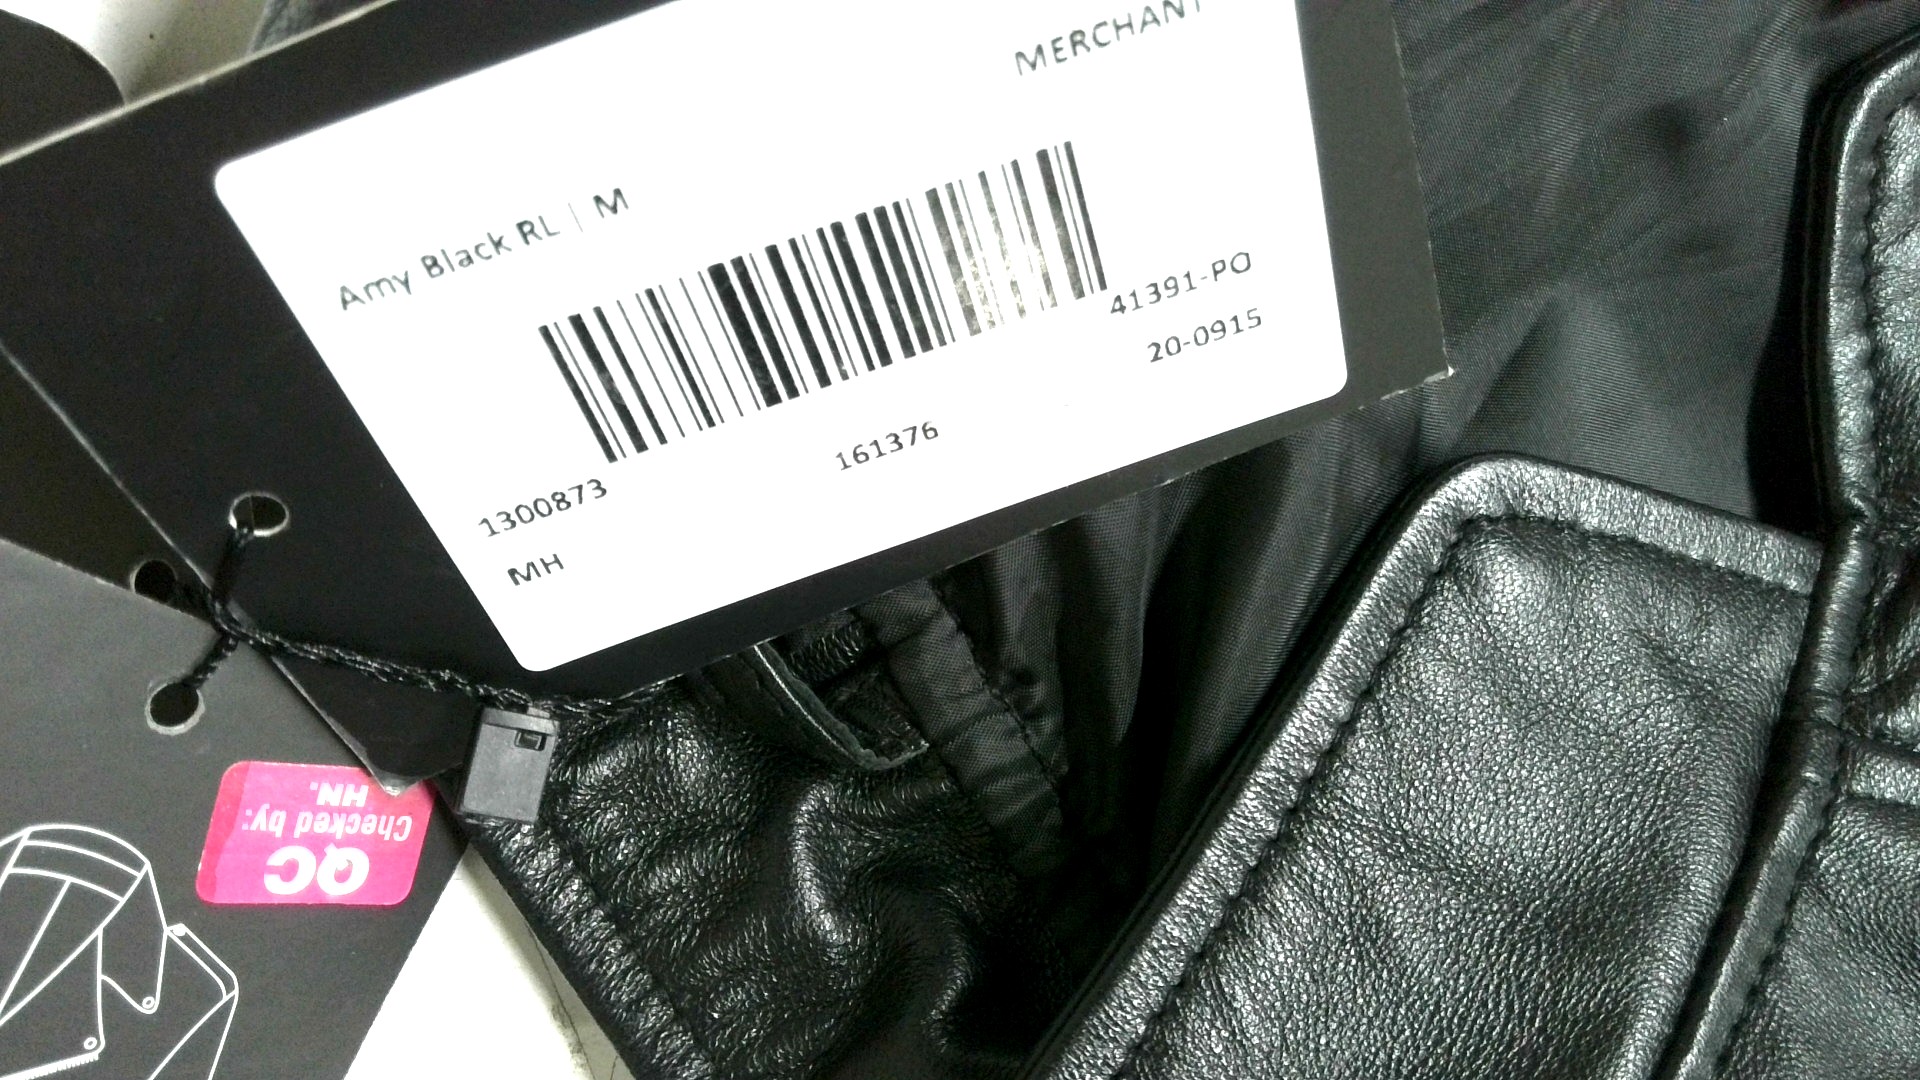 MERCHANT
Amy Black RL | M
41391-PO
20-0915
161376
1300873
MH
QC
Checked by:
HN.